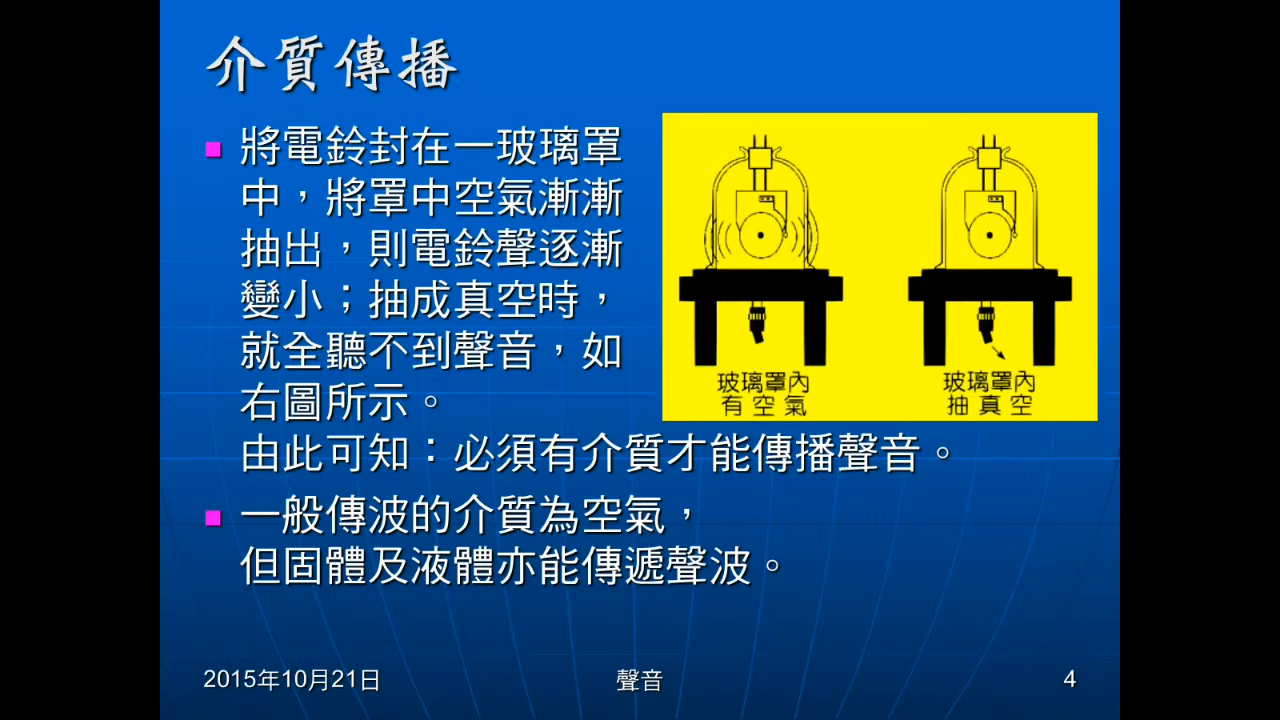 介質傳播
將電鈴封在一玻璃罩
中，將罩中空氣漸漸
抽出，則電鈴聲逐漸
變小；抽成真空時，
就全聽不到聲音，如
右圖所示。
由此可知：必須有介質才能傳播聲音。
一般傳波的介質為空氣，
但固體及液體亦能傳遞聲波。
玻璃罩內
有空氣
玻璃罩內
抽真空
2015年10月21日
聲音
4